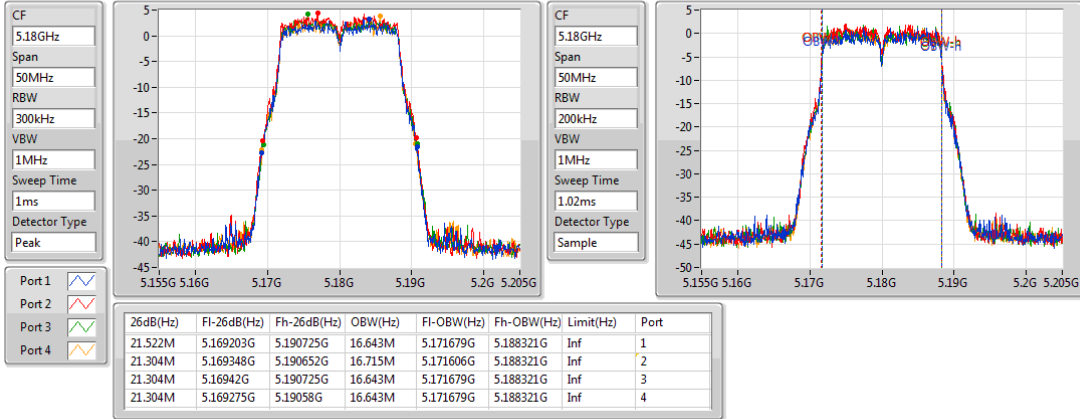 CF
5.18GHz
Span
50MHz
RBW
300kHz
VBW
1MHz
Sweep Time
1ms
Detector Type
Peak
Port 1
Port 2
Port 3
Port 4
5-
0-
-5-
-10-
-15-
-20-
-25-
-30-
-35-
-40-
-45-
5.155G 5.16G 5.17G 5.18G 5.19G 5.2G 5.205G
CF
5.18GHz
Span
50MHz
RBW
200kHz
VBW
1MHz
Sweep Time
1.02ms
Detector Type
Sample
5-
0-
-5-
-10-
-15-
-20-
-25-
-30-
-35-
-40-
-45-
-50-
OBW-h
5.155G 5.16G 5.17G 5.18G 5.19G 5.2G 5.205G
26dB(Hz) Fl-26dB(Hz) Fh-26dB(Hz) OBW(Hz) Fl-OBW(Hz) Fh-OBW(Hz) Limit(Hz) Port
21.522M 5.169203G 5.190725G 16.643M 5.171679G 5.188321G Inf 1
21.304M 5.169348G 5.190652G 16.715M 5.171606G 5.188321G Inf 2
21.304M 5.16942G 5.190725G 16.643M 5.171679G 5.188321G Inf 3
21.304M 5.169275G 5.19058G 16.643M 5.171679G 5.188321G Inf 4